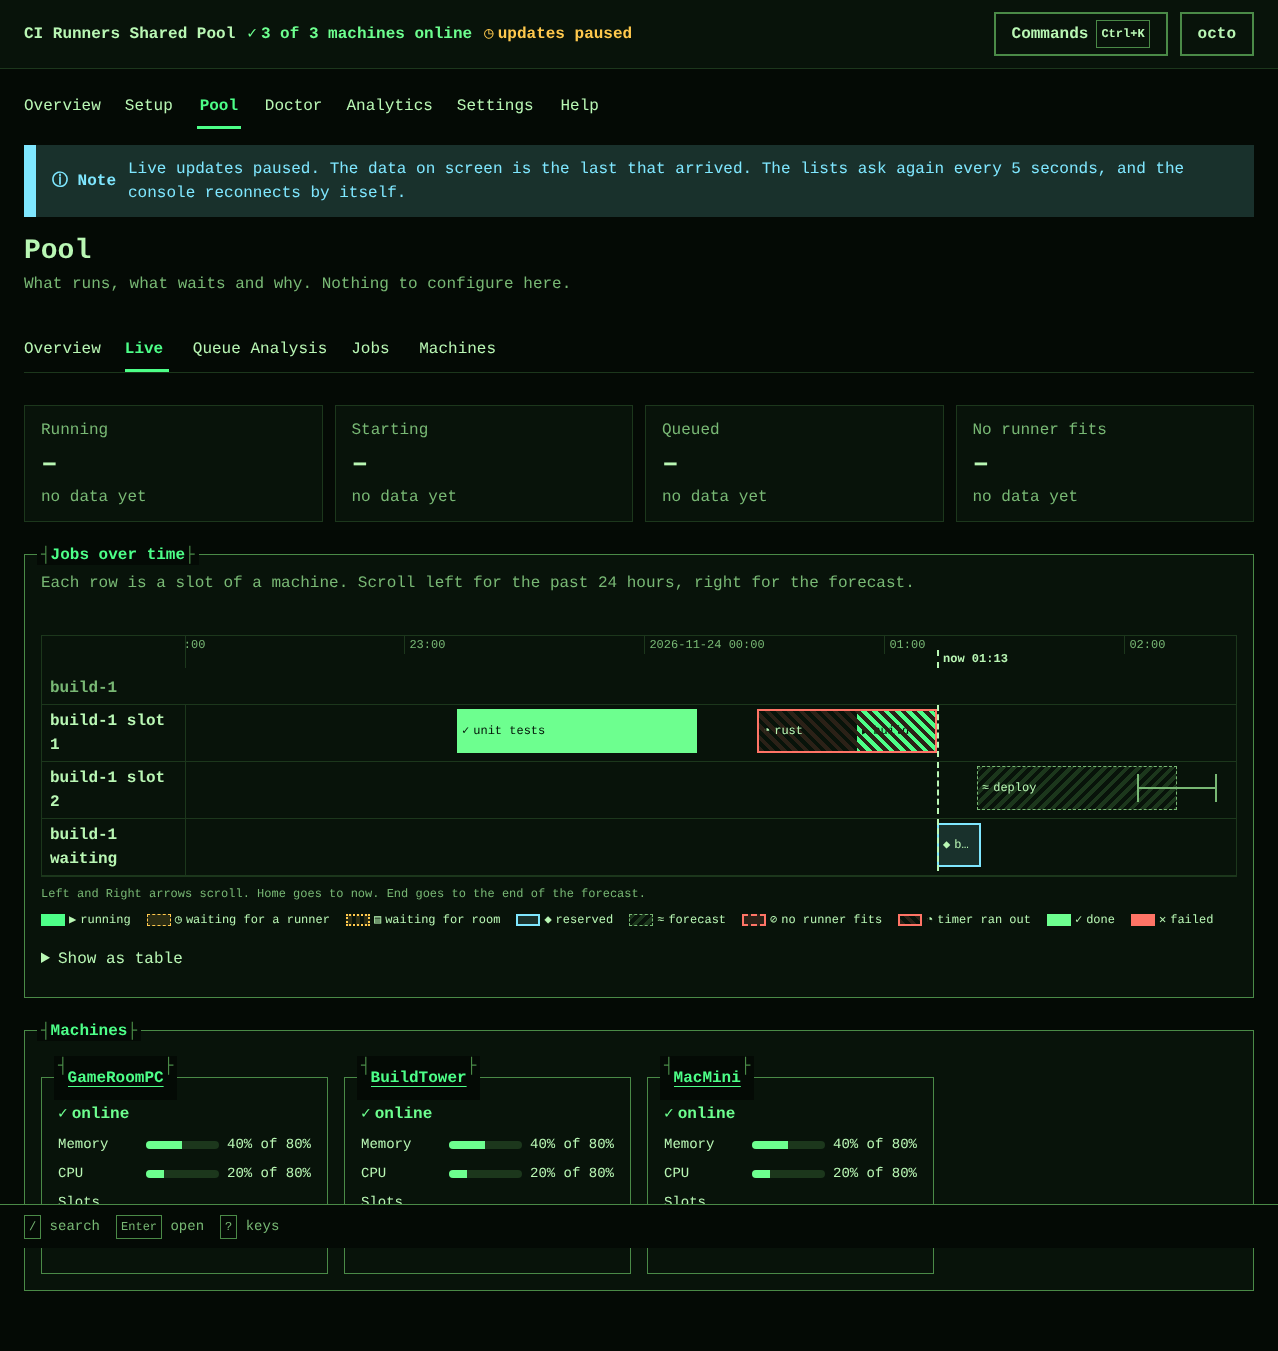 CI Runners Shared Pool ✓ 3 of 3 machines online ◷ updates paused
Commands Ctrl+K
octo
Overview Setup Pool Doctor Analytics Settings Help
ⓘ Note
Live updates paused. The data on screen is the last that arrived. The lists ask again every 5 seconds, and the
console reconnects by itself.
Pool
What runs, what waits and why. Nothing to configure here.
Overview Live Queue Analysis Jobs Machines
Running
—
no data yet
Starting
—
no data yet
Queued
—
no data yet
No runner fits
—
no data yet
Jobs over time
Each row is a slot of a machine. Scroll left for the past 24 hours, right for the forecast.
:00 23:00 2026-11-24 00:00 01:00 02:00
now 01:13
build-1
build-1 slot
1
✓ unit tests
rust
build-1 slot
2
≈ deploy
build-1
waiting
◆ b…
Left and Right arrows scroll. Home goes to now. End goes to the end of the forecast.
▶ running ◷ waiting for a runner ▤ waiting for room ◆ reserved ≈ forecast ⊘ no runner fits timer ran out ✓ done ✕ failed
▶ Show as table
Machines
GameRoomPC
✓ online
Memory 40% of 80%
CPU 20% of 80%
Slots
BuildTower
✓ online
Memory 40% of 80%
CPU 20% of 80%
Slots
MacMini
✓ online
Memory 40% of 80%
CPU 20% of 80%
Slots
/ search Enter open ? keys